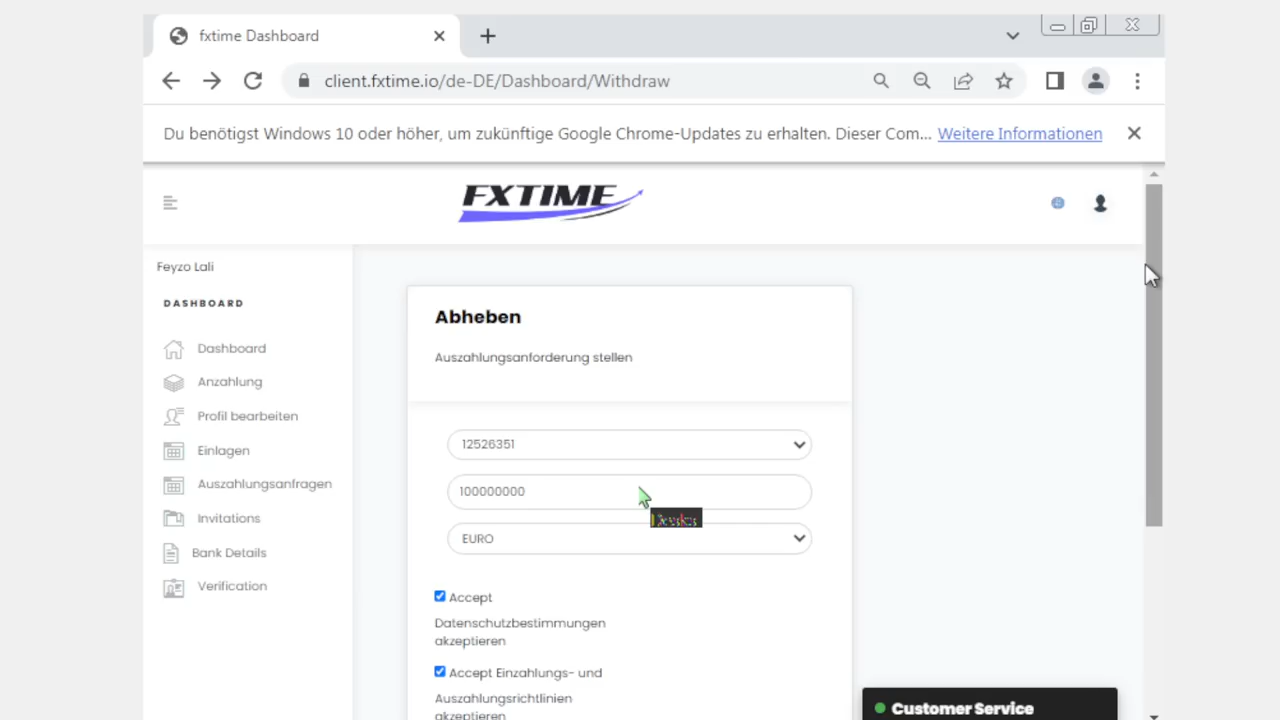 fxtime Dashboard
client.fxtime.io/de-DE/Dashboard/Withdraw
Du benötigst Windows 10 oder höher, um zukünftige Google Chrome-Updates zu erhalten. Dieser Com... Weitere Informationen
FXTIME
Feyzo Lali
DASHBOARD
Dashboard
Anzahlung
Profil bearbeiten
Einlagen
Auszahlungsanfragen
Invitations
Bank Details
Verification
Abheben
Auszahlungsanforderung stellen
12526351
100000000
EURO
Accept
Datenschutzbestimmungen
akzeptieren
Accept Einzahlungs- und
Auszahlungsrichtlinien
akzeptieren
Customer Service